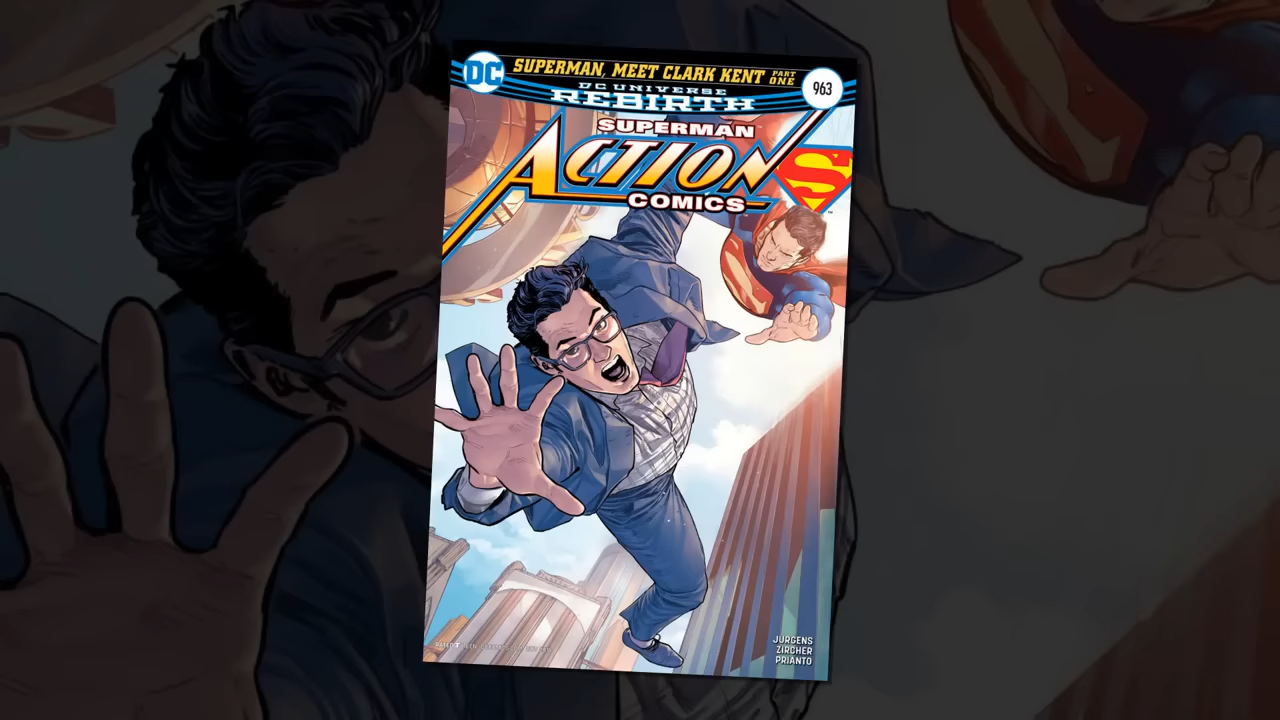 DC
SUPERMAN, MEET CLARK KENT PART ONE
963
DC UNIVERSE
REBIRTH
SUPERMAN
ACTION
COMICS
S
JURGENS
ZIRCHER
PRIANTO